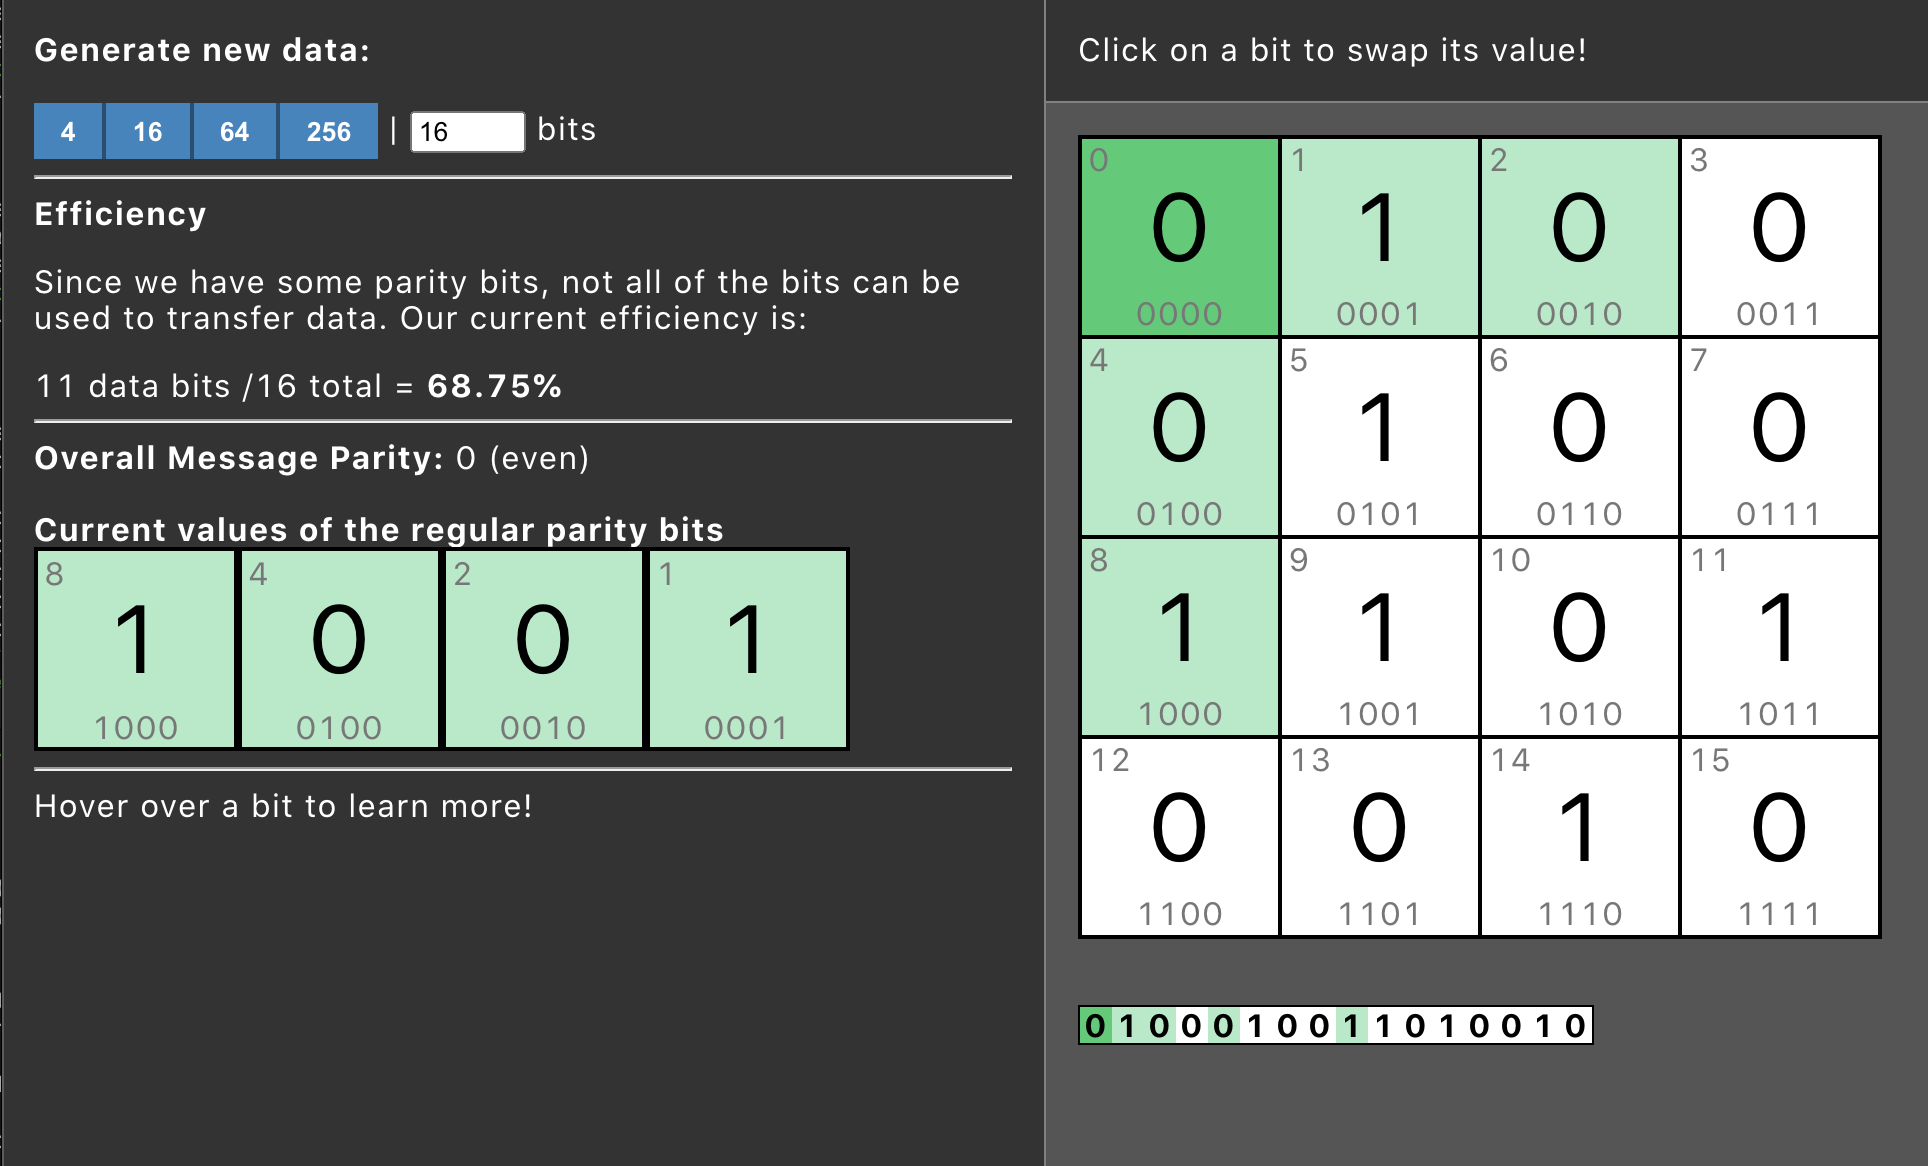 Generate new data:
4 16 64 256 | 16 bits
Efficiency
Since we have some parity bits, not all of the bits can be
used to transfer data. Our current efficiency is:
11 data bits /16 total = 68.75%
Overall Message Parity: 0 (even)
Current values of the regular parity bits
8 4 2 1
1 0 0 1
1000 0100 0010 0001
Hover over a bit to learn more!
Click on a bit to swap its value!
0 1 2 3
0 1 0 0
0000 0001 0010 0011
4 5 6 7
0 1 0 0
0100 0101 0110 0111
8 9 10 11
1 1 0 1
1000 1001 1010 1011
12 13 14 15
0 0 1 0
1100 1101 1110 1111
0 1 0 0 0 1 0 0 1 1 0 1 0 0 1 0